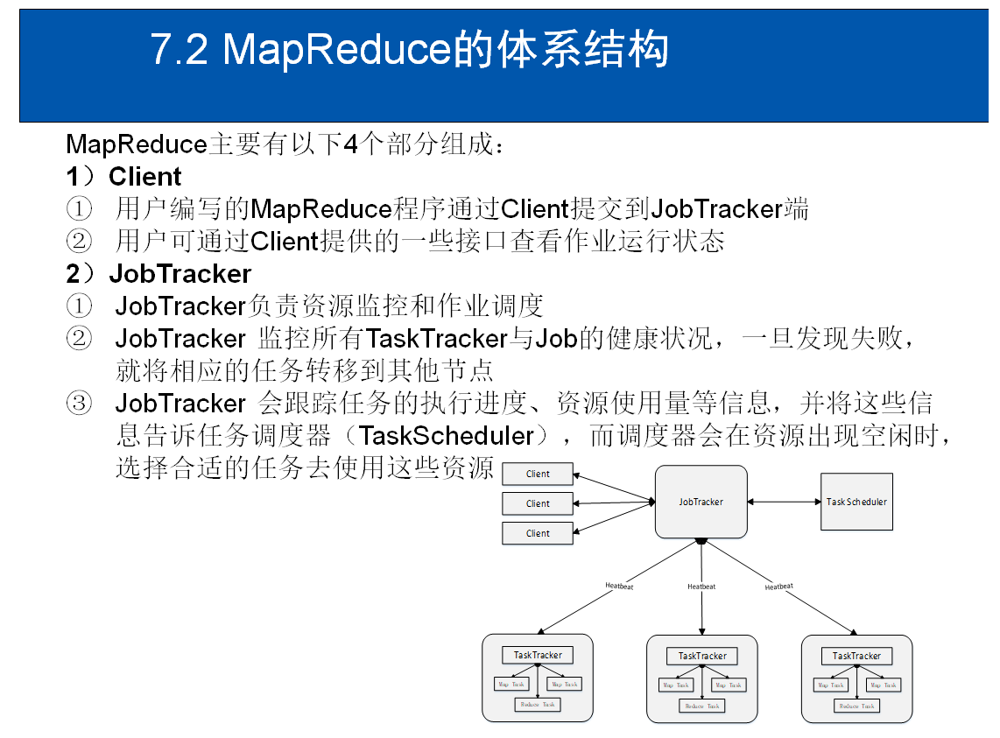 7.2 MapReduce的体系结构
MapReduce主要有以下4个部分组成：
1）Client
① 用户编写的MapReduce程序通过Client提交到JobTracker端
② 用户可通过Client提供的一些接口查看作业运行状态
2）JobTracker
① JobTracker负责资源监控和作业调度
② JobTracker 监控所有TaskTracker与Job的健康状况，一旦发现失败，
就将相应的任务转移到其他节点
③ JobTracker 会跟踪任务的执行进度、资源使用量等信息，并将这些信
息告诉任务调度器（TaskScheduler），而调度器会在资源出现空闲时，
选择合适的任务去使用这些资源
Client
Client
Client
JobTracker
Task Scheduler
Heatbeat
Heatbeat
Heatbeat
TaskTracker
Map Task
Map Task
Reduce Task
TaskTracker
Map Task
Map Task
Reduce Task
TaskTracker
Map Task
Map Task
Reduce Task